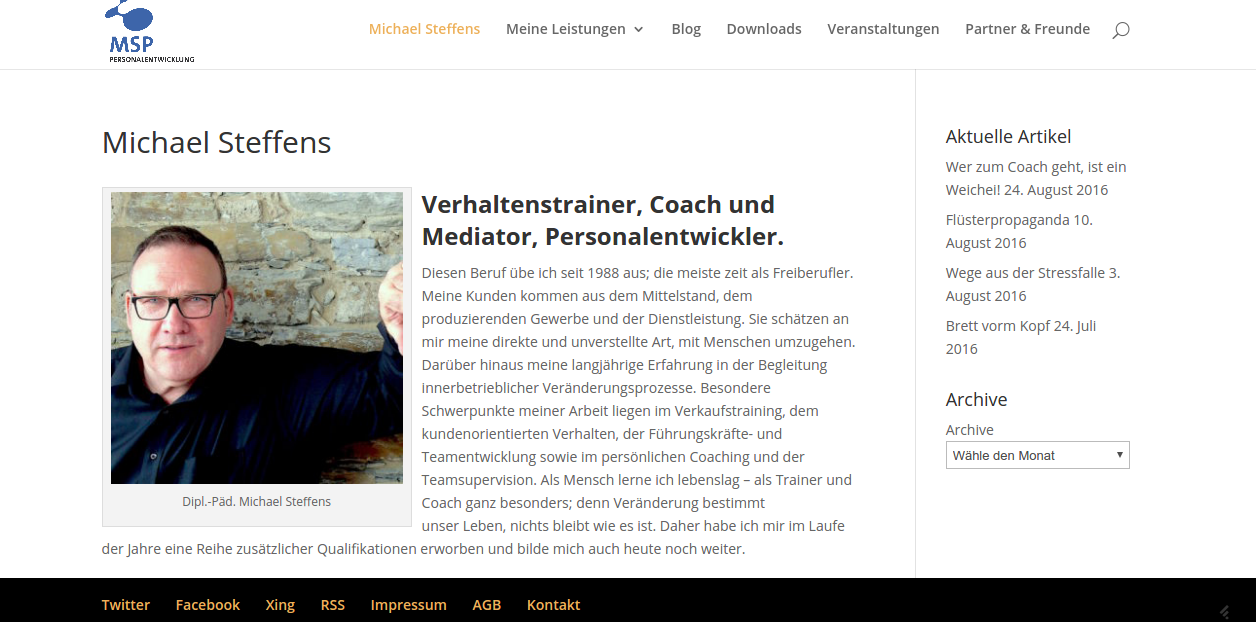 MSP
PERSONALENTWICKLUNG
Michael Steffens
Meine Leistungen
Blog
Downloads
Veranstaltungen
Partner & Freunde
Michael Steffens
Dipl.-Päd. Michael Steffens
Verhaltenstrainer, Coach und
Mediator, Personalentwickler.
Diesen Beruf übe ich seit 1988 aus; die meiste zeit als Freiberufler.
Meine Kunden kommen aus dem Mittelstand, dem
produzierenden Gewerbe und der Dienstleistung. Sie schätzen an
mir meine direkte und unverstellte Art, mit Menschen umzugehen.
Darüber hinaus meine langjährige Erfahrung in der Begleitung
innerbetrieblicher Veränderungsprozesse. Besondere
Schwerpunkte meiner Arbeit liegen im Verkaufstraining, dem
kundenorientierten Verhalten, der Führungskräfte- und
Teamentwicklung sowie im persönlichen Coaching und der
Teamsupervision. Als Mensch lerne ich lebenslag – als Trainer und
Coach ganz besonders; denn Veränderung bestimmt
unser Leben, nichts bleibt wie es ist. Daher habe ich mir im Laufe
der Jahre eine Reihe zusätzlicher Qualifikationen erworben und bilde mich auch heute noch weiter.
Aktuelle Artikel
Wer zum Coach geht, ist ein
Weichei! 24. August 2016
Flüsterpropaganda 10.
August 2016
Wege aus der Stressfalle 3.
August 2016
Brett vorm Kopf 24. Juli
2016
Archive
Archive
Wähle den Monat
Twitter
Facebook
Xing
RSS
Impressum
AGB
Kontakt